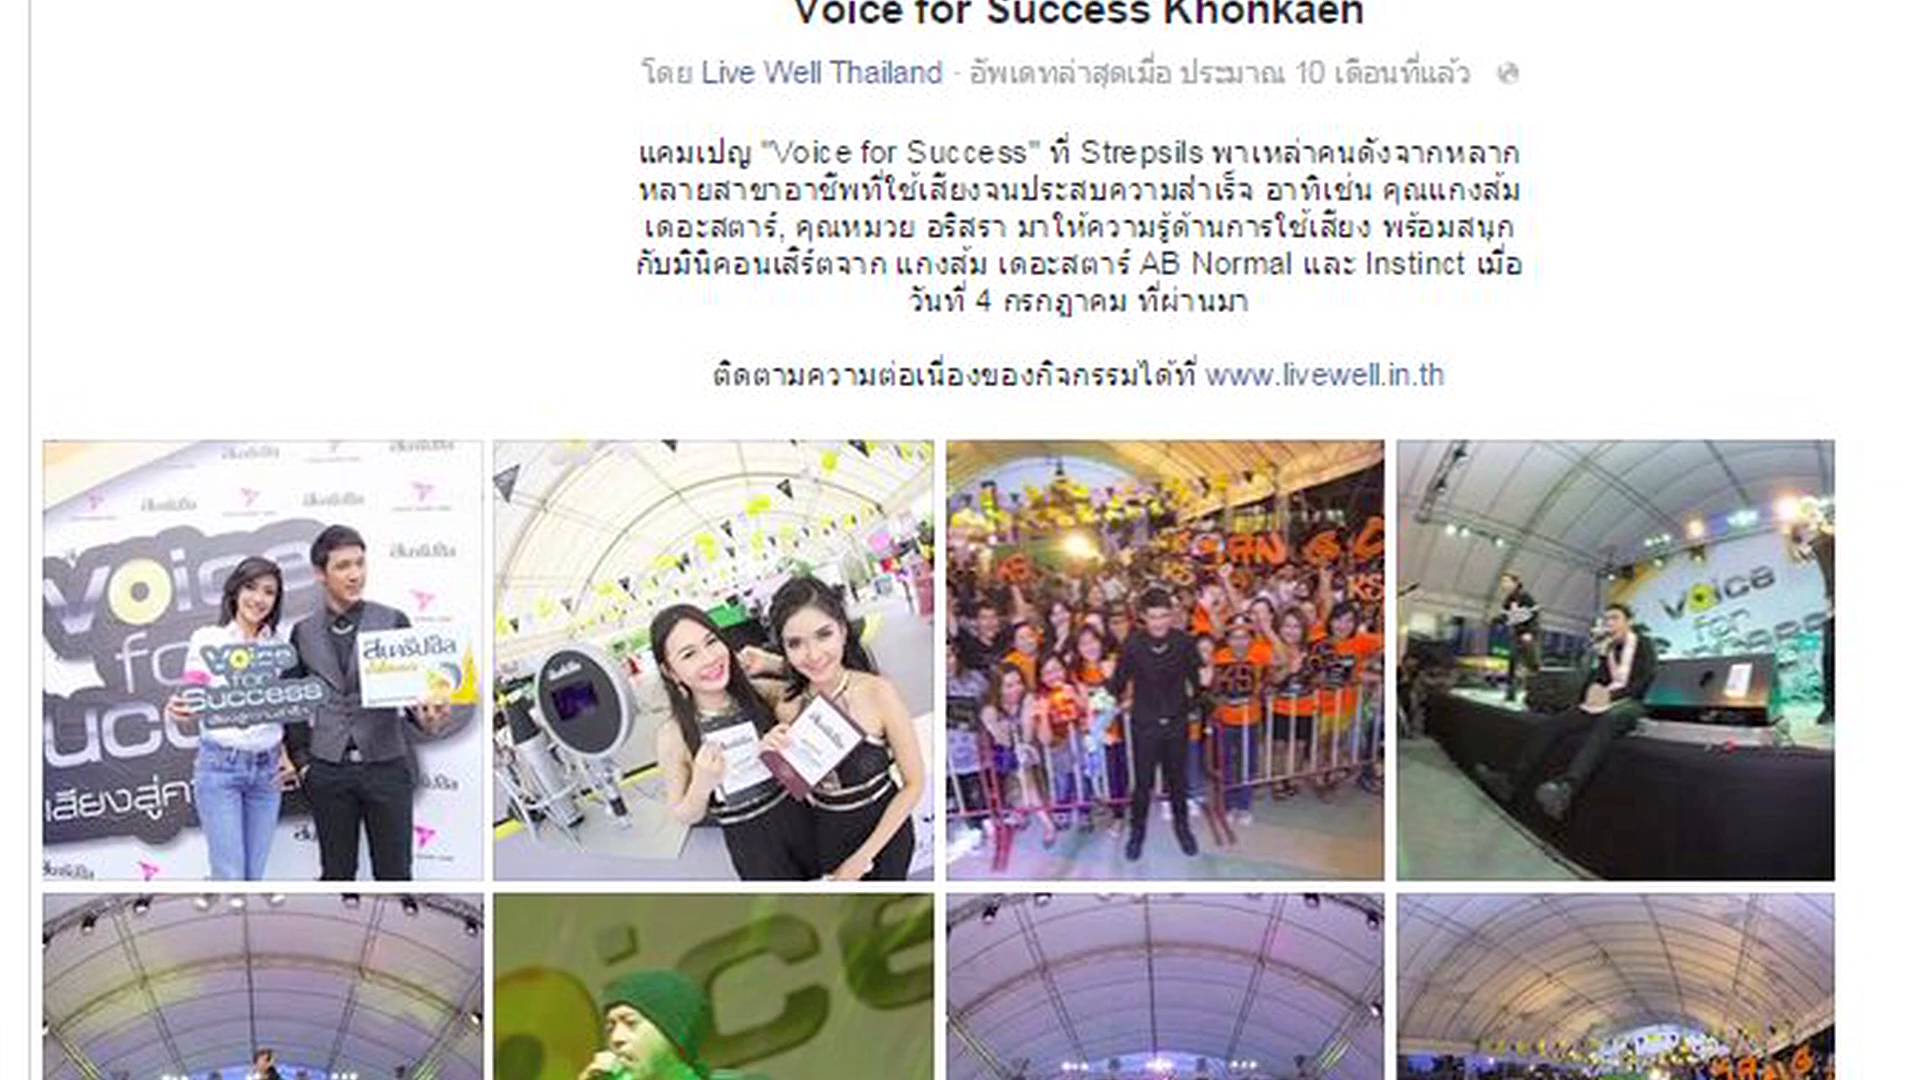 Voice for Success Khonkaen
โดย Live Well Thailand · อัพเดทล่าสุดเมื่อ ประมาณ 10 เดือนที่แล้ว
แคมเปญ "Voice for Success" ที่ Strepsils พาเหล่าคนดังจากหลาก
หลายสาขาอาชีพที่ใช้เสียงจนประสบความสำเร็จ อาทิเช่น คุณแกงส้ม
เดอะสตาร์, คุณหมวย อริสรา มาให้ความรู้ด้านการใช้เสียง พร้อมสนุก
กับมินิคอนเสิร์ตจาก แกงส้ม เดอะสตาร์ AB Normal และ Instinct เมื่อ
วันที่ 4 กรกฎาคม ที่ผ่านมา
ติดตามความต่อเนื่องของกิจกรรมได้ที่ www.livewell.in.th
Voice
for
Success
สเตร็ปซิล
Voice
for